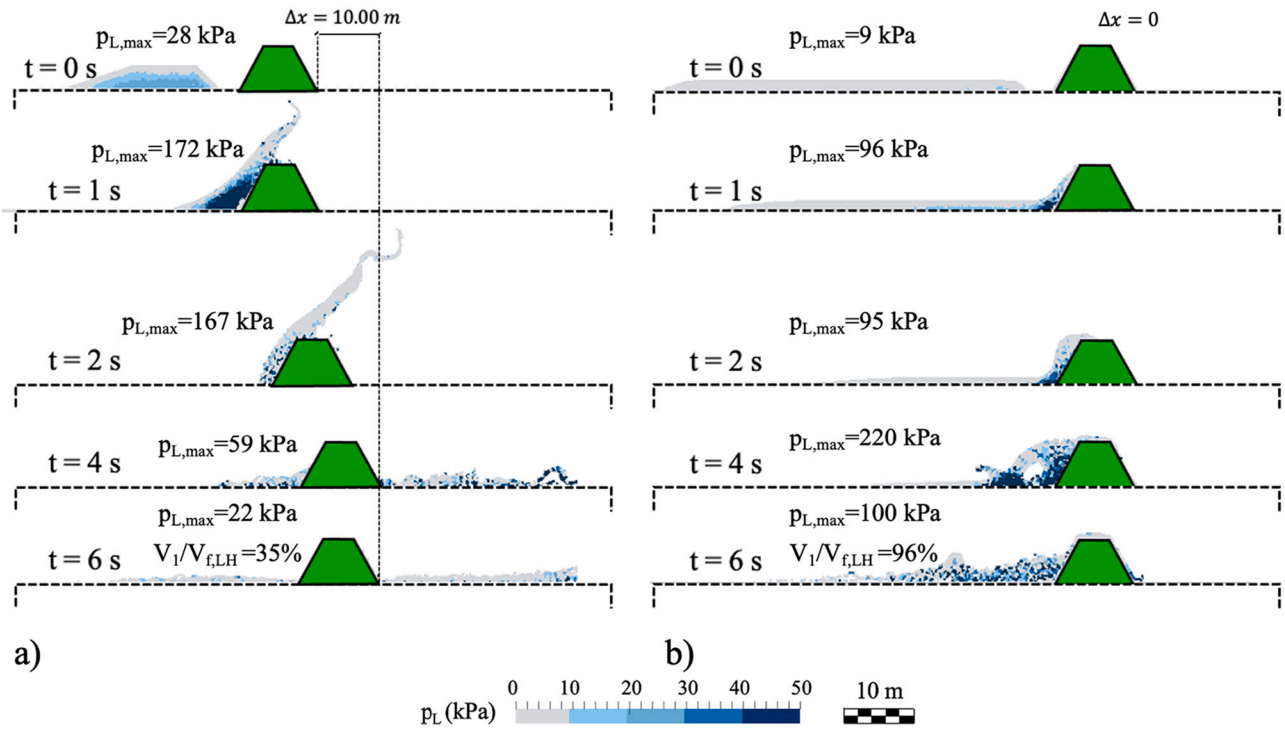 Δx = 10.00 m
p_L,max=28 kPa
t = 0 s
p_L,max=172 kPa
t = 1 s
p_L,max=167 kPa
t = 2 s
p_L,max=59 kPa
t = 4 s
p_L,max=22 kPa
t = 6 s
V_1/V_f,LH=35%
a)
Δx = 0
p_L,max=9 kPa
t = 0 s
p_L,max=96 kPa
t = 1 s
p_L,max=95 kPa
t = 2 s
p_L,max=220 kPa
t = 4 s
p_L,max=100 kPa
t = 6 s
V_1/V_f,LH=96%
b)
0 10 20 30 40 50
p_L (kPa)
10 m